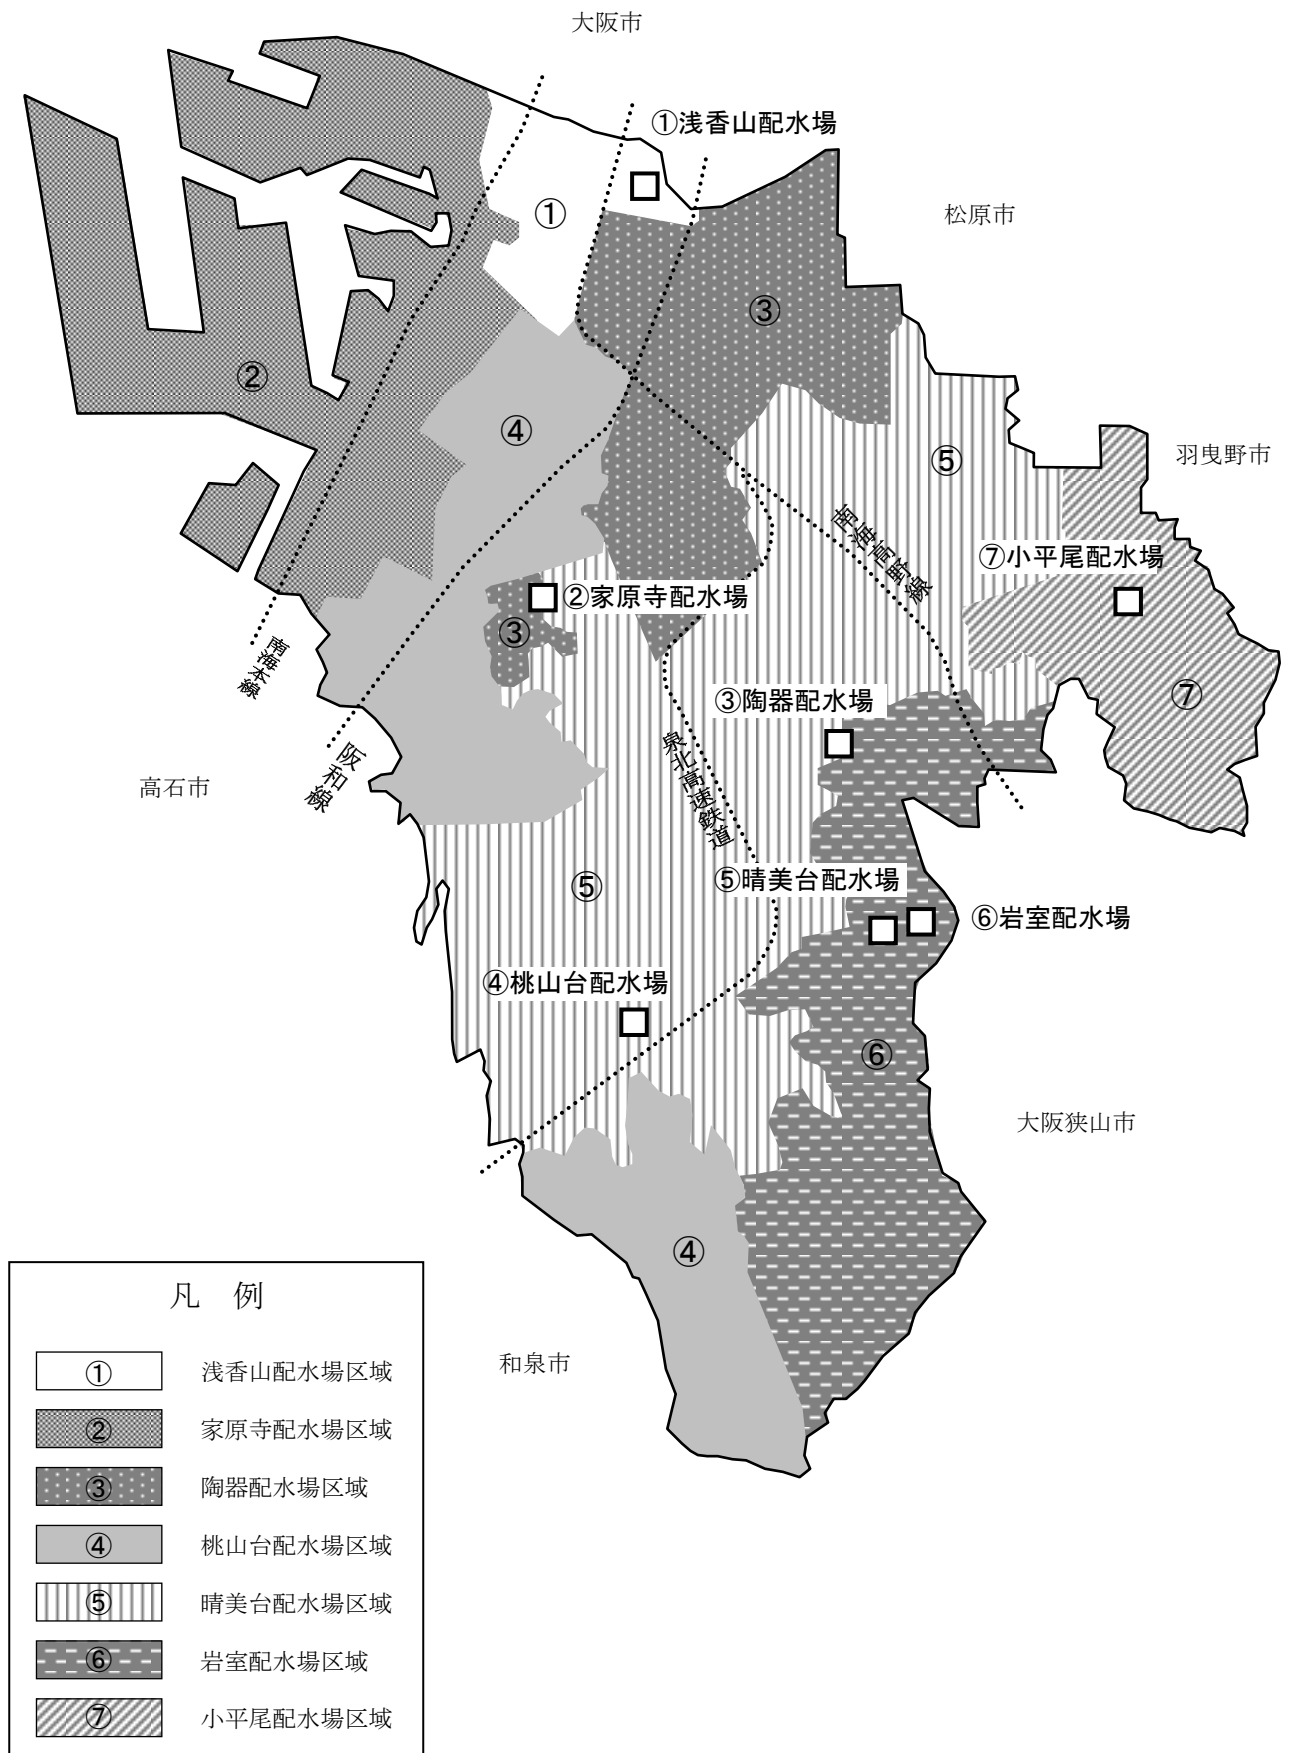 大阪市
①浅香山配水場
松原市
①
③
②
④
⑤
羽曳野市
南海高野線
⑦小平尾配水場
②家原寺配水場
③
南海本線
⑦
③陶器配水場
泉北高速鉄道
阪和線
高石市
⑤晴美台配水場
⑤
⑥岩室配水場
④桃山台配水場
⑥
大阪狭山市
④
和泉市
凡 例
① 浅香山配水場区域
② 家原寺配水場区域
③ 陶器配水場区域
④ 桃山台配水場区域
⑤ 晴美台配水場区域
⑥ 岩室配水場区域
⑦ 小平尾配水場区域